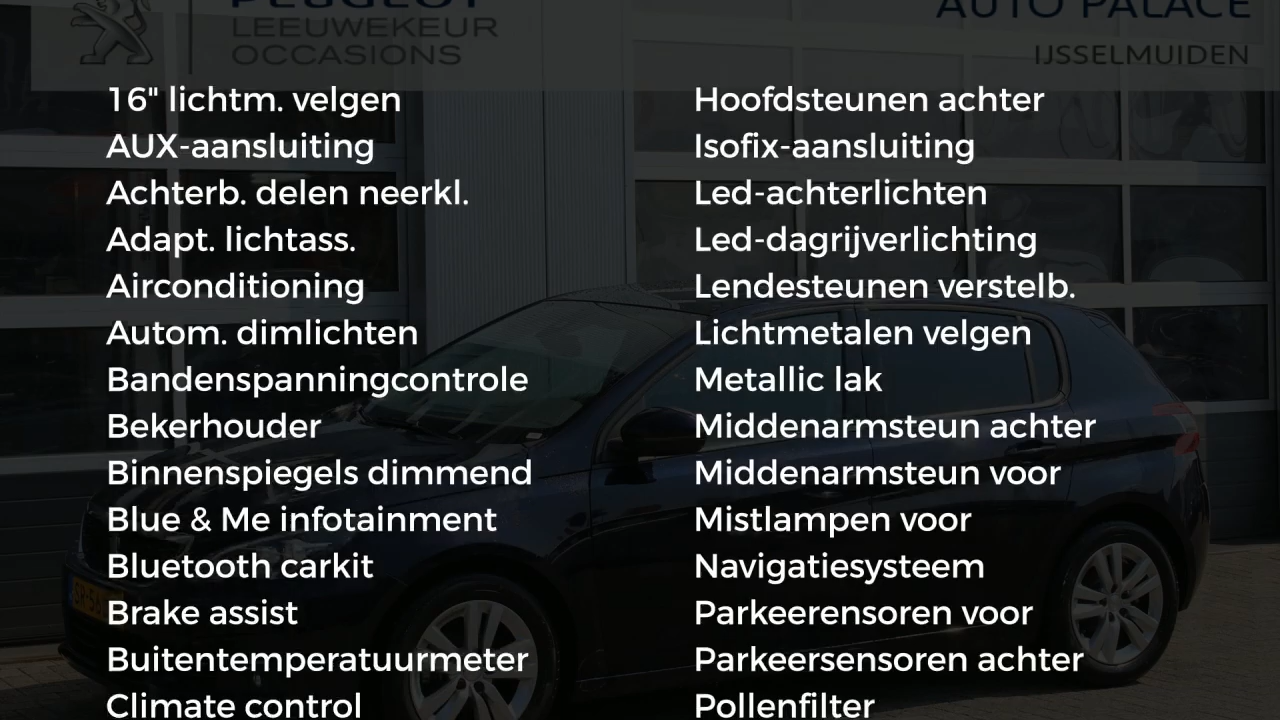 PEUGEOT
LEEUWEKEUR
OCCASIONS
AUTO PALACE
IJSSELMUIDEN
16" lichtm. velgen
AUX-aansluiting
Achterb. delen neerkl.
Adapt. lichtass.
Airconditioning
Autom. dimlichten
Bandenspanningcontrole
Bekerhouder
Binnenspiegels dimmend
Blue & Me infotainment
Bluetooth carkit
Brake assist
Buitentemperatuurmeter
Climate control
Hoofdsteunen achter
Isofix-aansluiting
Led-achterlichten
Led-dagrijverlichting
Lendesteunen verstelb.
Lichtmetalen velgen
Metallic lak
Middenarmsteun achter
Middenarmsteun voor
Mistlampen voor
Navigatiesysteem
Parkeerensoren voor
Parkeersensoren achter
Pollenfilter